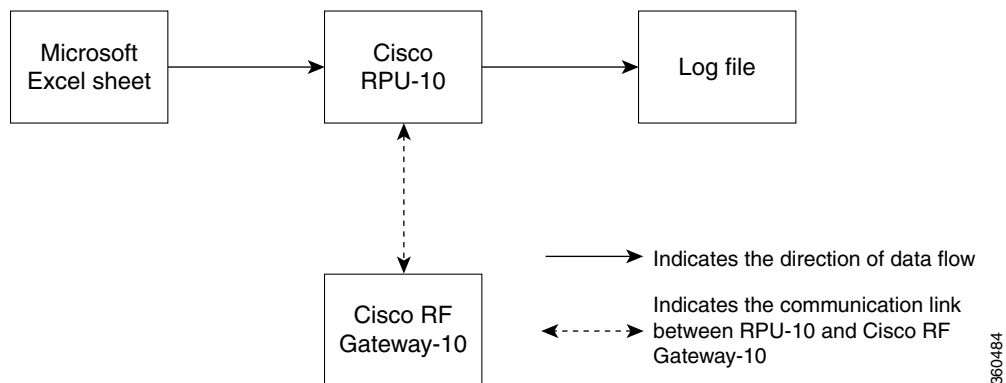 Microsoft
Excel sheet
Cisco
RPU-10
Log file
Cisco RF
Gateway-10
Indicates the direction of data flow
Indicates the communication link
between RPU-10 and Cisco RF
Gateway-10
360484